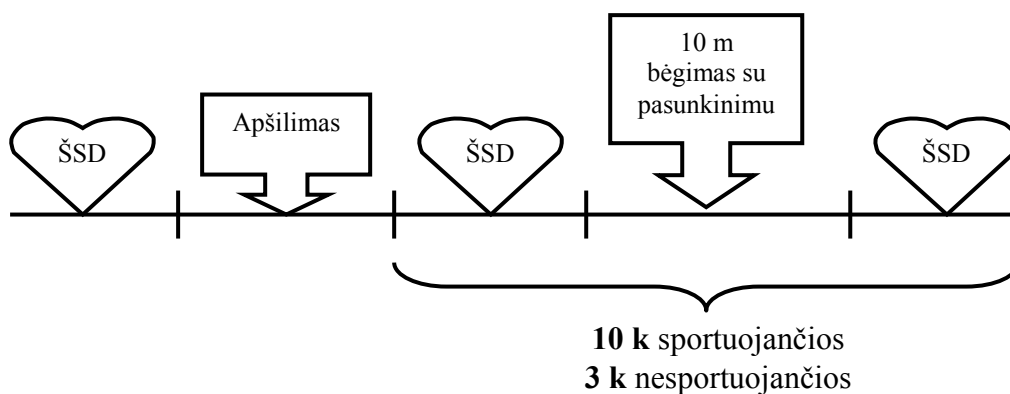 ŠSD
Apšilimas
ŠSD
10 m
bėgimas su
pasunkinimu
ŠSD
10 k sportuojančios
3 k nesportuojančios